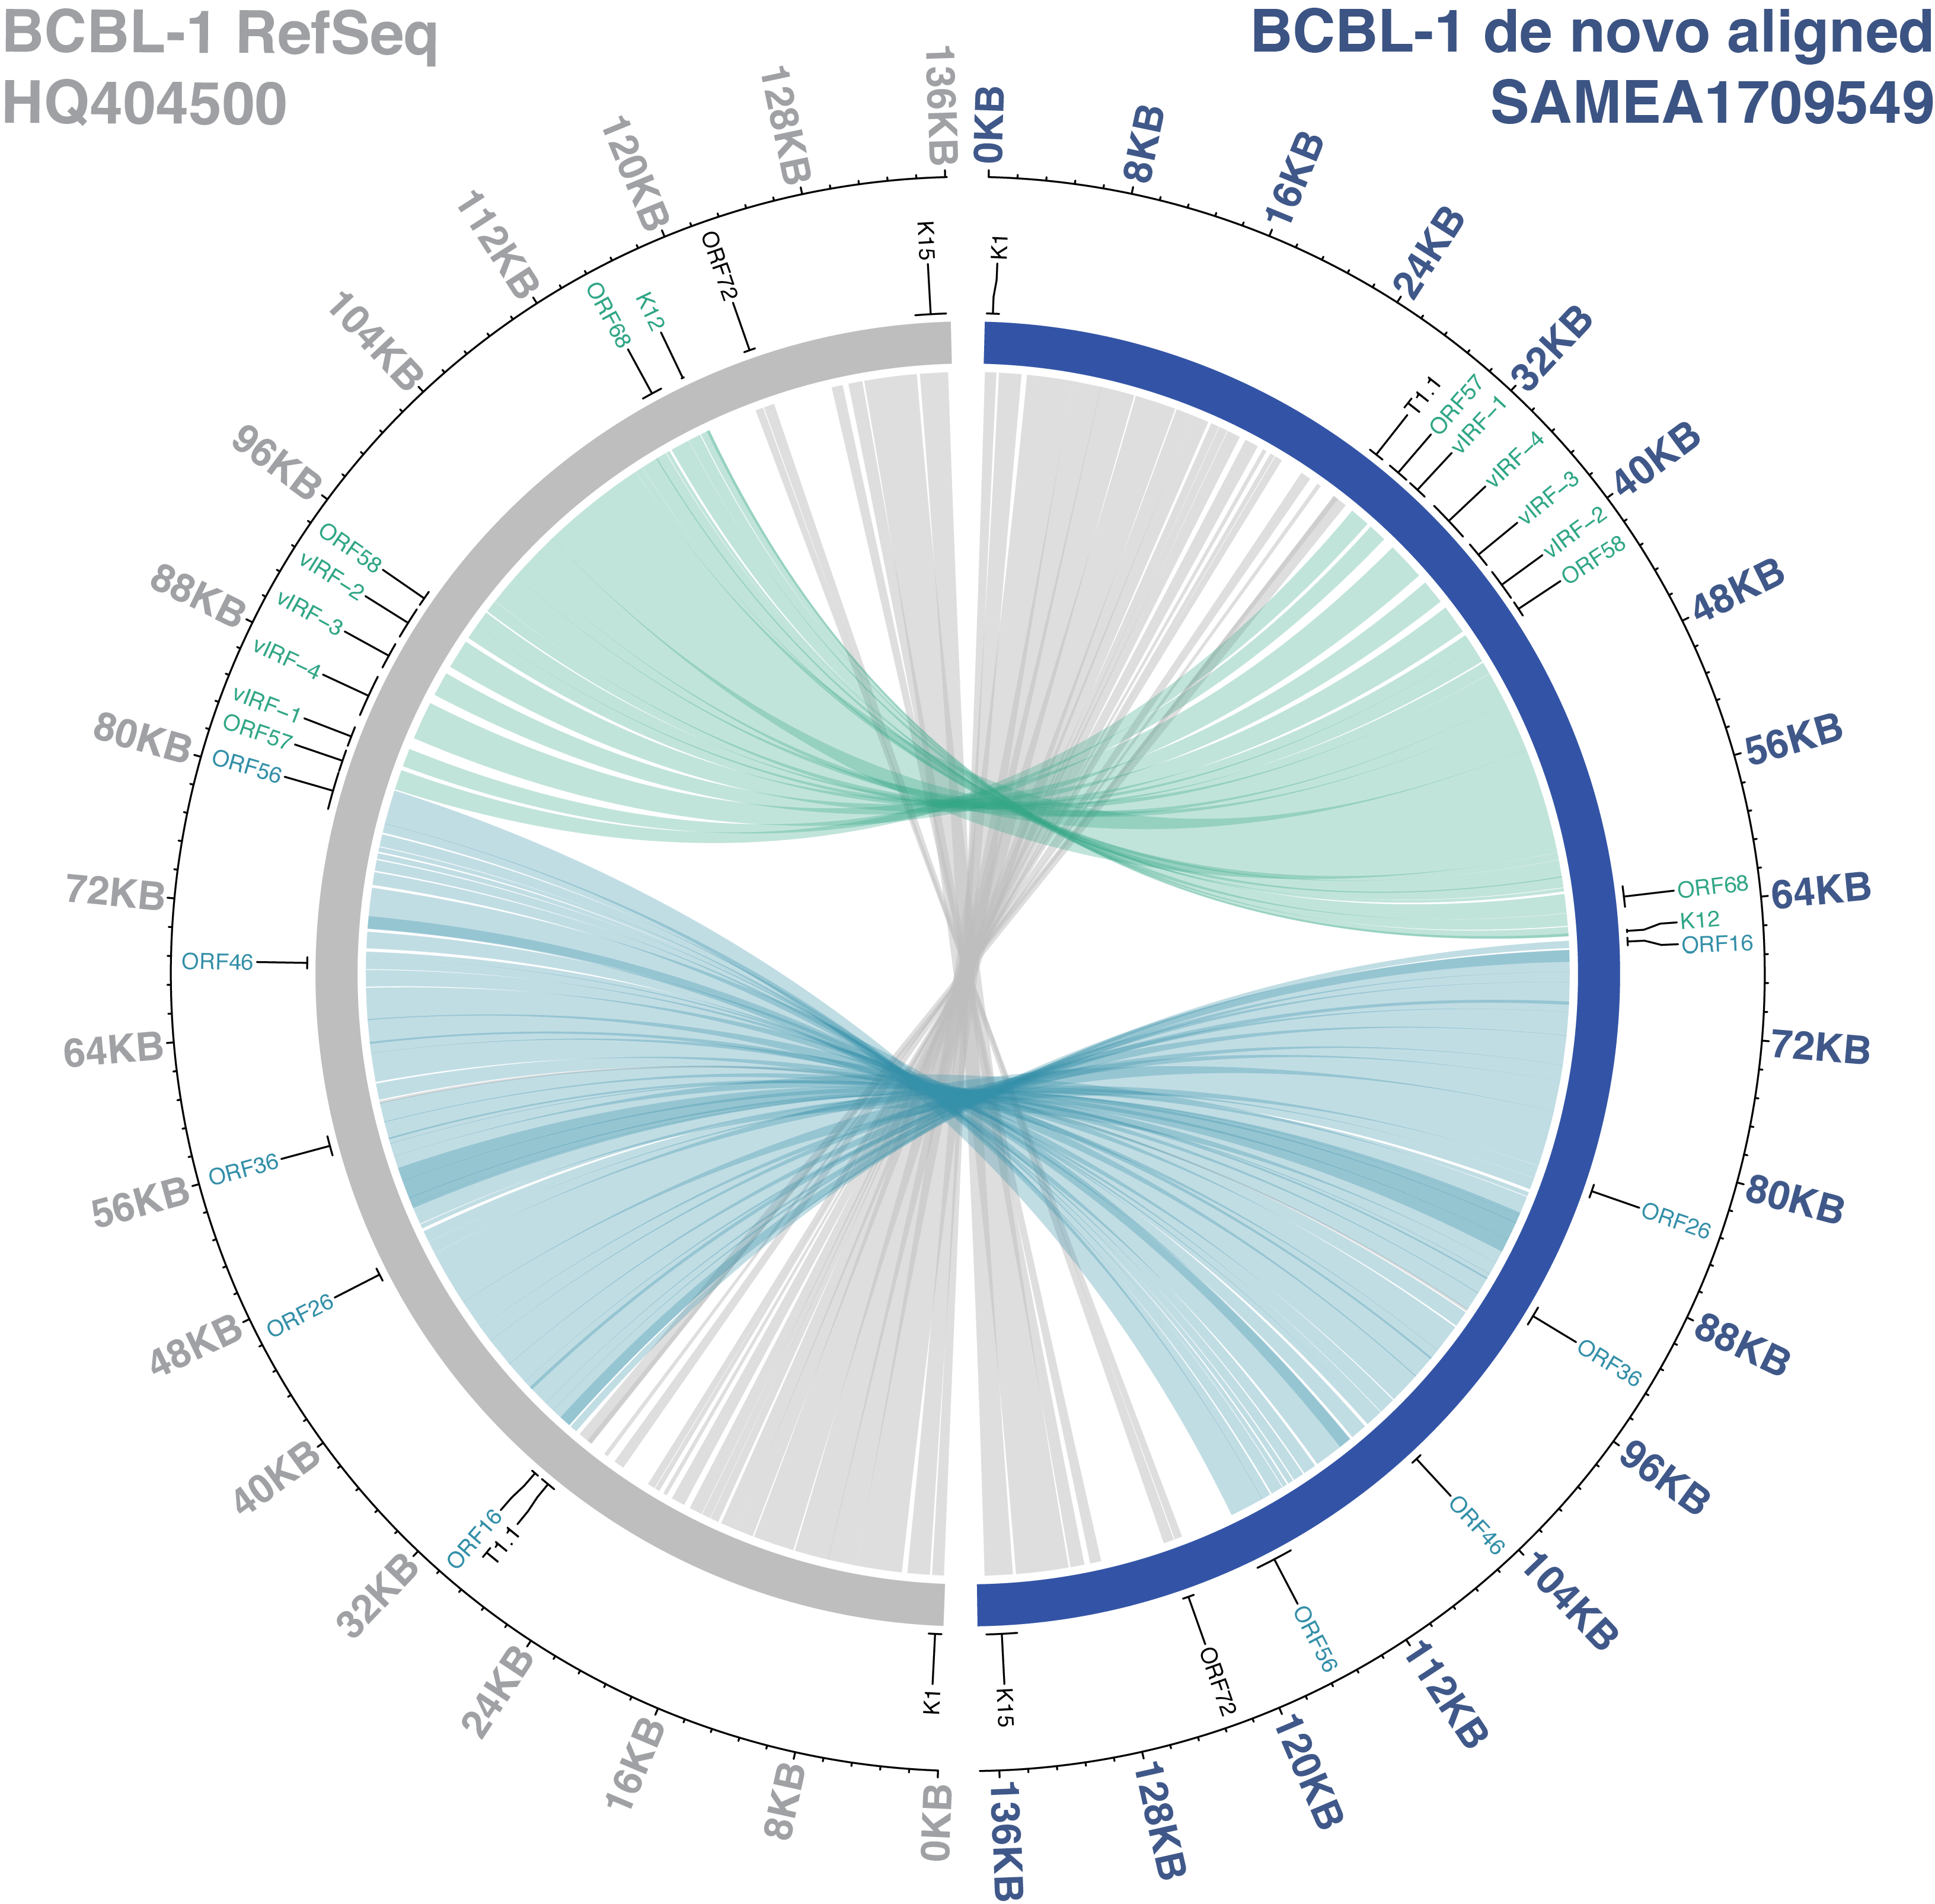 BCBL-1 RefSeq
HQ404500
BCBL-1 de novo aligned
SAMEA1709549
0KB
8KB
16KB
24KB
32KB
40KB
48KB
56KB
64KB
72KB
80KB
88KB
96KB
104KB
112KB
120KB
128KB
136KB
K1
T1.1
ORF57
vIRF-1
vIRF-4
vIRF-3
vIRF-2
ORF58
ORF68
K12
ORF16
ORF26
ORF36
ORF46
ORF56
ORF72
K15
0KB
8KB
16KB
24KB
32KB
40KB
48KB
56KB
64KB
72KB
80KB
88KB
96KB
104KB
112KB
120KB
128KB
136KB
K1
T1.1
ORF16
ORF26
ORF36
ORF46
ORF56
ORF57
vIRF-1
vIRF-4
vIRF-3
vIRF-2
ORF58
ORF68
K12
ORF72
K15